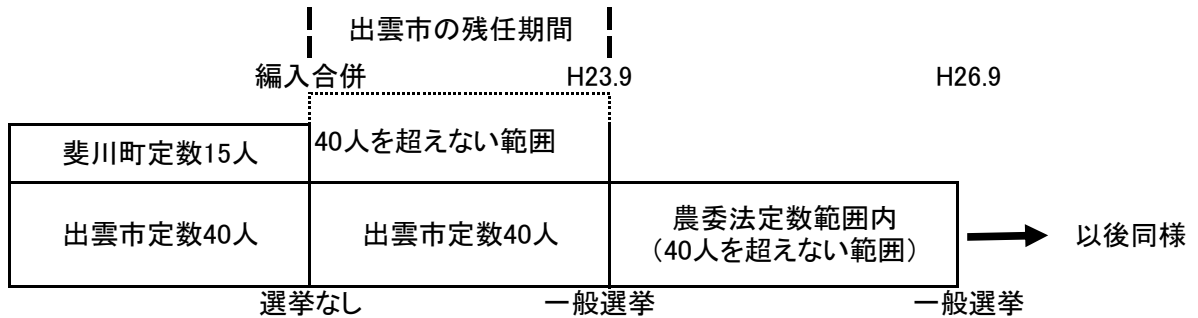 出雲市の残任期間
編入合併
H23.9
H26.9
斐川町定数15人
40人を超えない範囲
出雲市定数40人
出雲市定数40人
農委法定数範囲内
（40人を超えない範囲）
以後同様
選挙なし
一般選挙
一般選挙